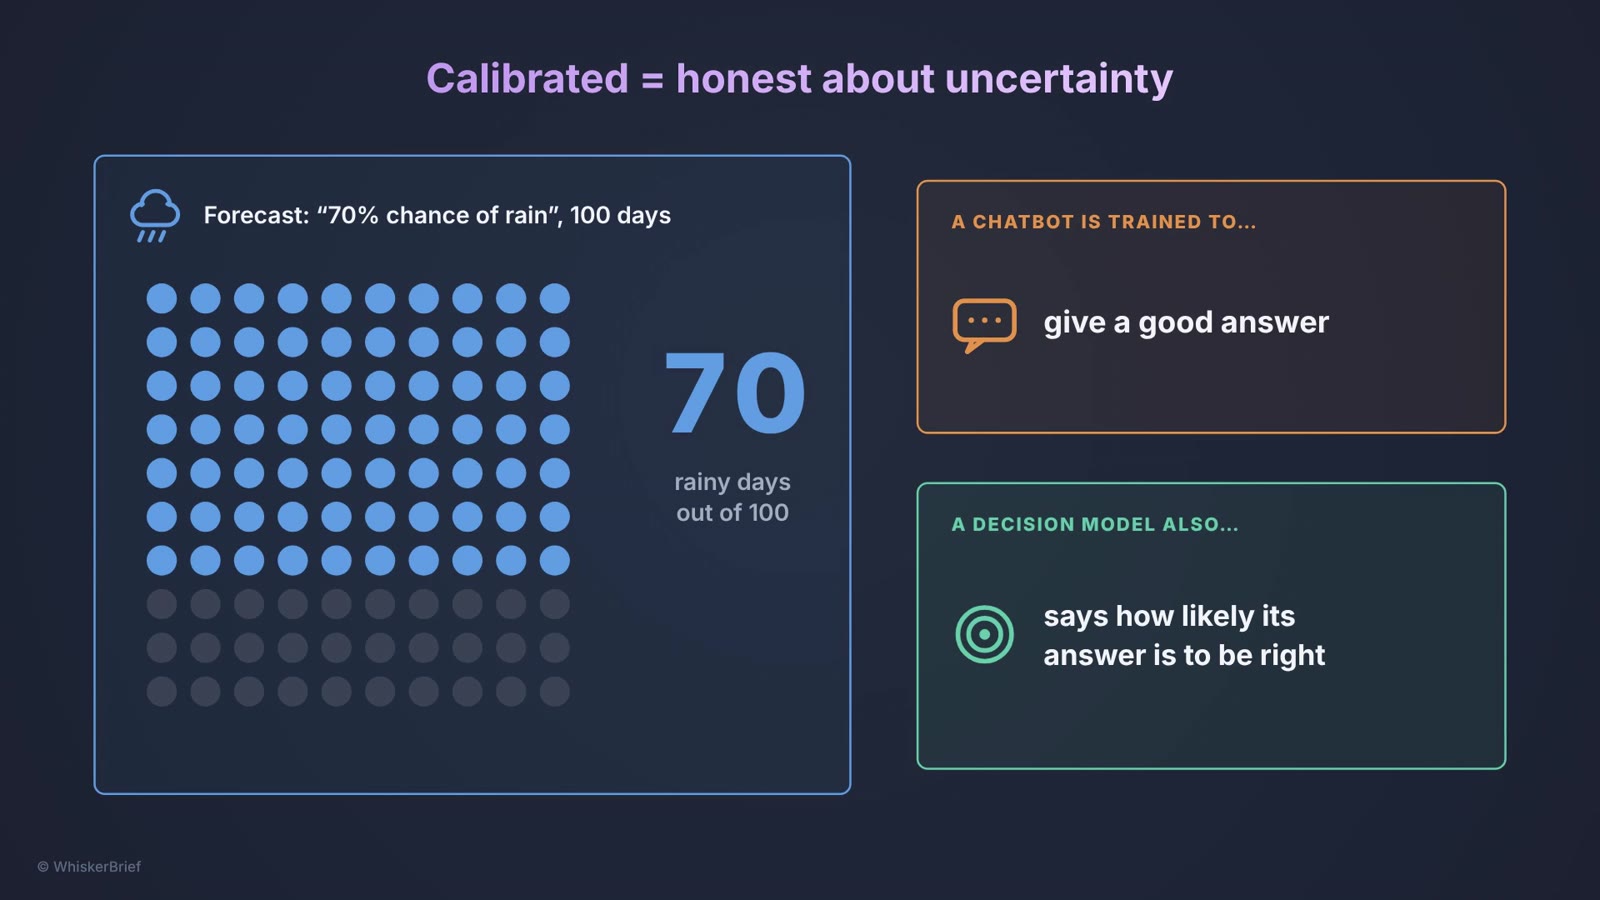 Calibrated = honest about uncertainty
Forecast: “70% chance of rain”, 100 days
70
rainy days
out of 100
A CHATBOT IS TRAINED TO...
give a good answer
A DECISION MODEL ALSO...
says how likely its
answer is to be right
© WhiskerBrief